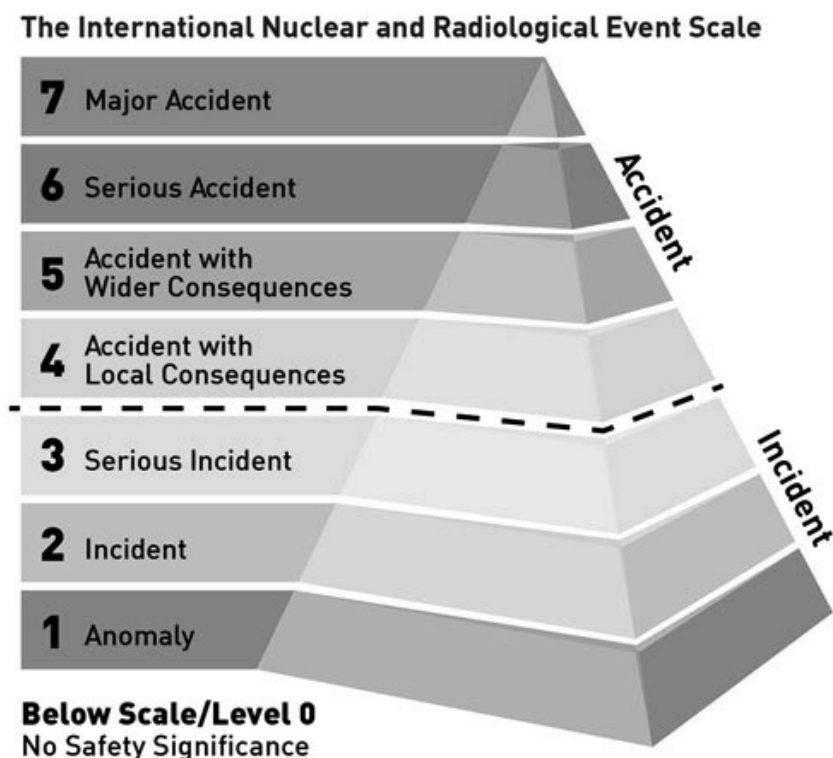 The International Nuclear and Radiological Event Scale
7 Major Accident
6 Serious Accident
5 Accident with
Wider Consequences
4 Accident with
Local Consequences
3 Serious Incident
2 Incident
1 Anomaly
Accident
Incident
Below Scale/Level 0
No Safety Significance